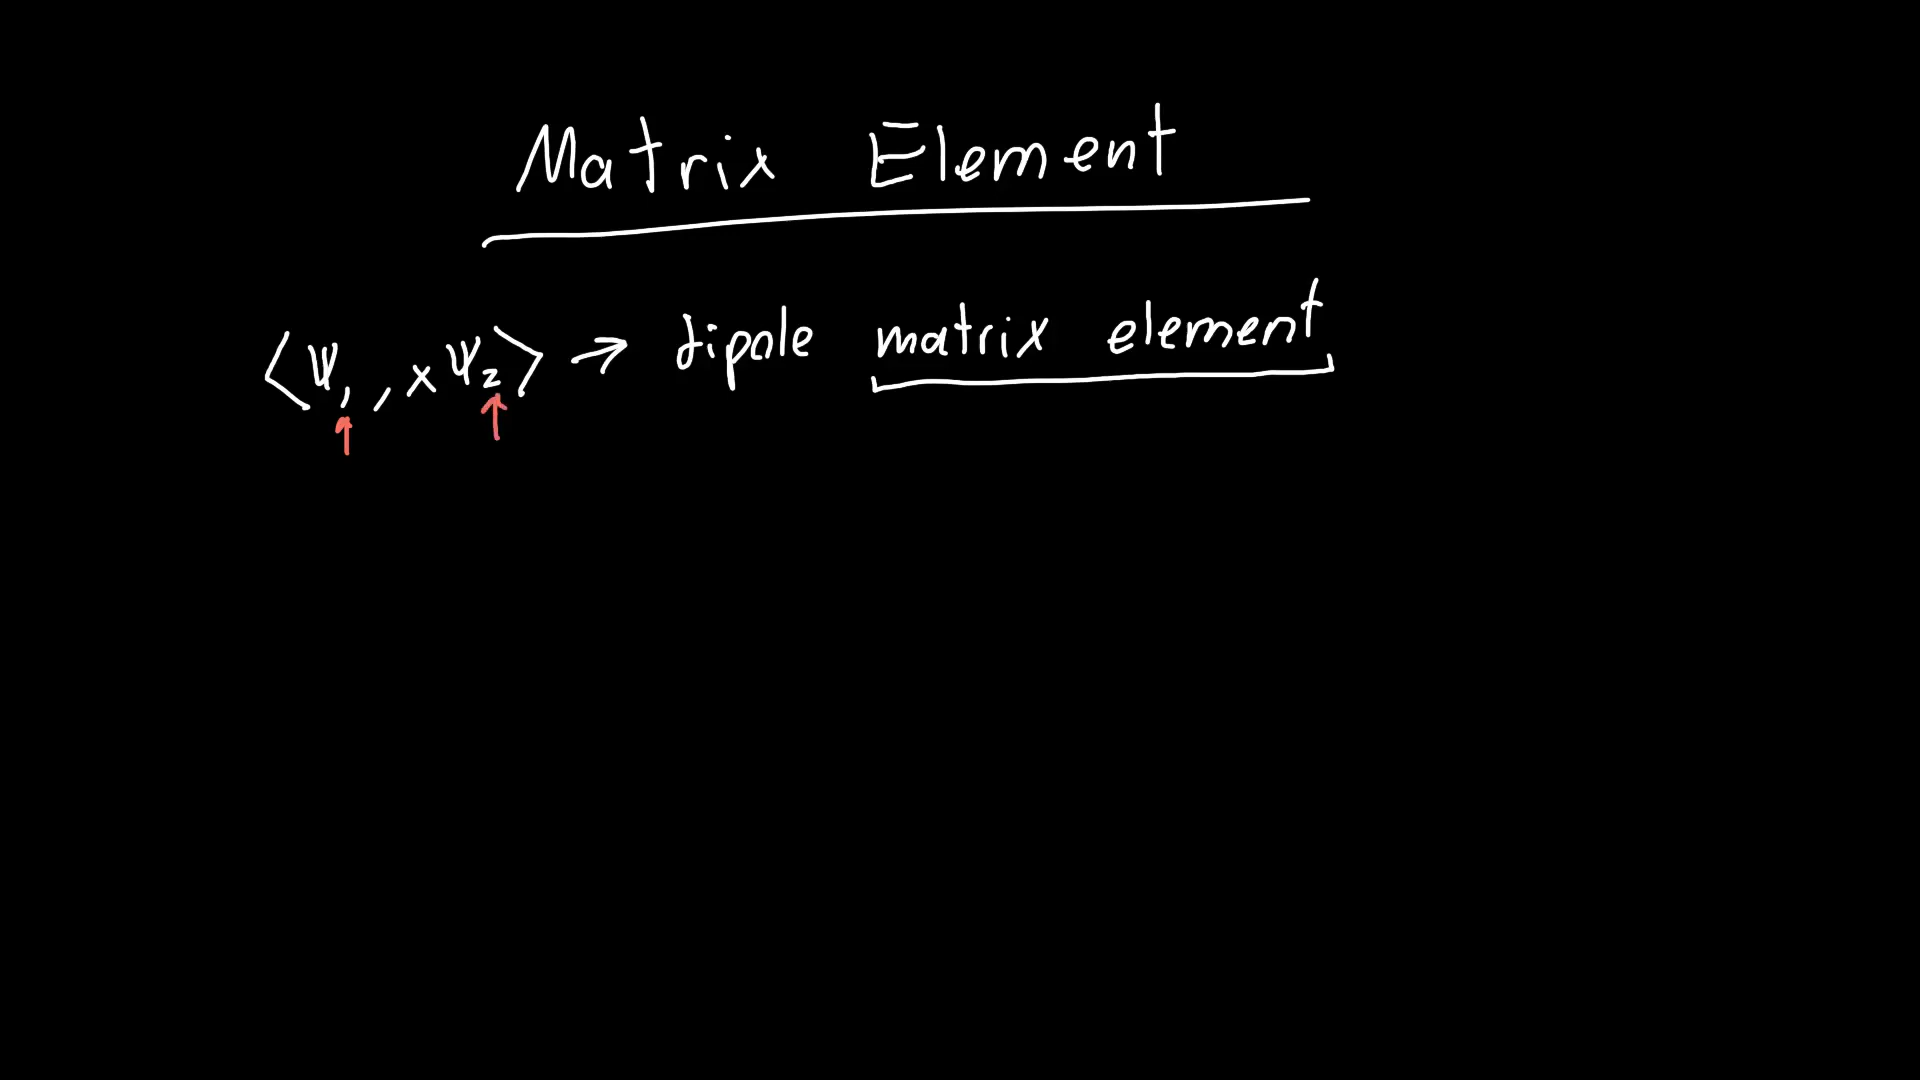 Matrix Element
⟨Ψ₁, xΨ₂⟩ → dipole matrix element